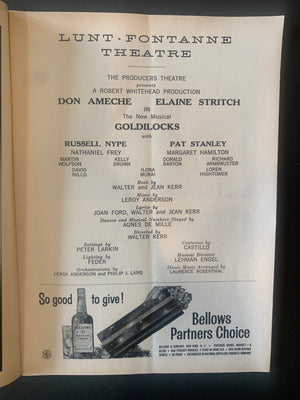 LUNT-FONTANNE
THEATRE
THE PRODUCERS THEATRE
presents
A ROBERT WHITEHEAD PRODUCTION
DON AMECHE ELAINE STRITCH
IN
The New Musical
GOLDILOCKS
with
RUSSELL NYPE PAT STANLEY
NATHANIEL FREY MARGARET HAMILTON
MARTIN WOLFSON KELLY BROWN DONALD BARTON RICHARD ARMBRUSTER
DAVID NILLO ILONA MURAI LOREN HIGHTOWER
Book by
WALTER and JEAN KERR
Music by
LEROY ANDERSON
Lyrics by
JOAN FORD, WALTER and JEAN KERR
Dances and Musical Numbers Staged by
AGNES DE MILLE
Directed by
WALTER KERR
Settings by Costumes by
PETER LARKIN CASTILLO
Lighting by Musical Direction
FEDER LEHMAN ENGEL
Orchestrations by Dance Music Arranged by
LEROY ANDERSON and PHILIP J. LANG LAURENCE ROSENTHAL
So good to give!
BELLOWS
Bellows
Partners Choice